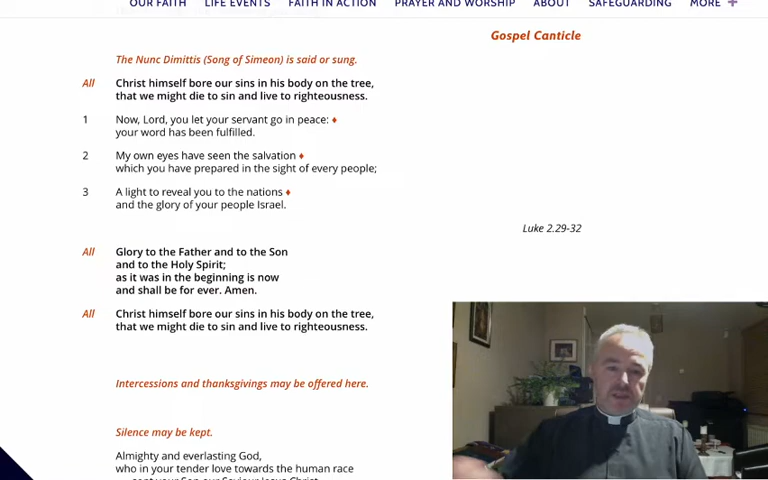 OUR FAITH LIFE EVENTS FAITH IN ACTION PRAYER AND WORSHIP ABOUT SAFEGUARDING MORE +
Gospel Canticle
The Nunc Dimittis (Song of Simeon) is said or sung.
All Christ himself bore our sins in his body on the tree,
that we might die to sin and live to righteousness.
1 Now, Lord, you let your servant go in peace: ♦
your word has been fulfilled.
2 My own eyes have seen the salvation ♦
which you have prepared in the sight of every people;
3 A light to reveal you to the nations ♦
and the glory of your people Israel.
Luke 2.29-32
All Glory to the Father and to the Son
and to the Holy Spirit;
as it was in the beginning is now
and shall be for ever. Amen.
All Christ himself bore our sins in his body on the tree,
that we might die to sin and live to righteousness.
Intercessions and thanksgivings may be offered here.
Silence may be kept.
Almighty and everlasting God,
who in your tender love towards the human race
sent your Son our Saviour Jesus Christ